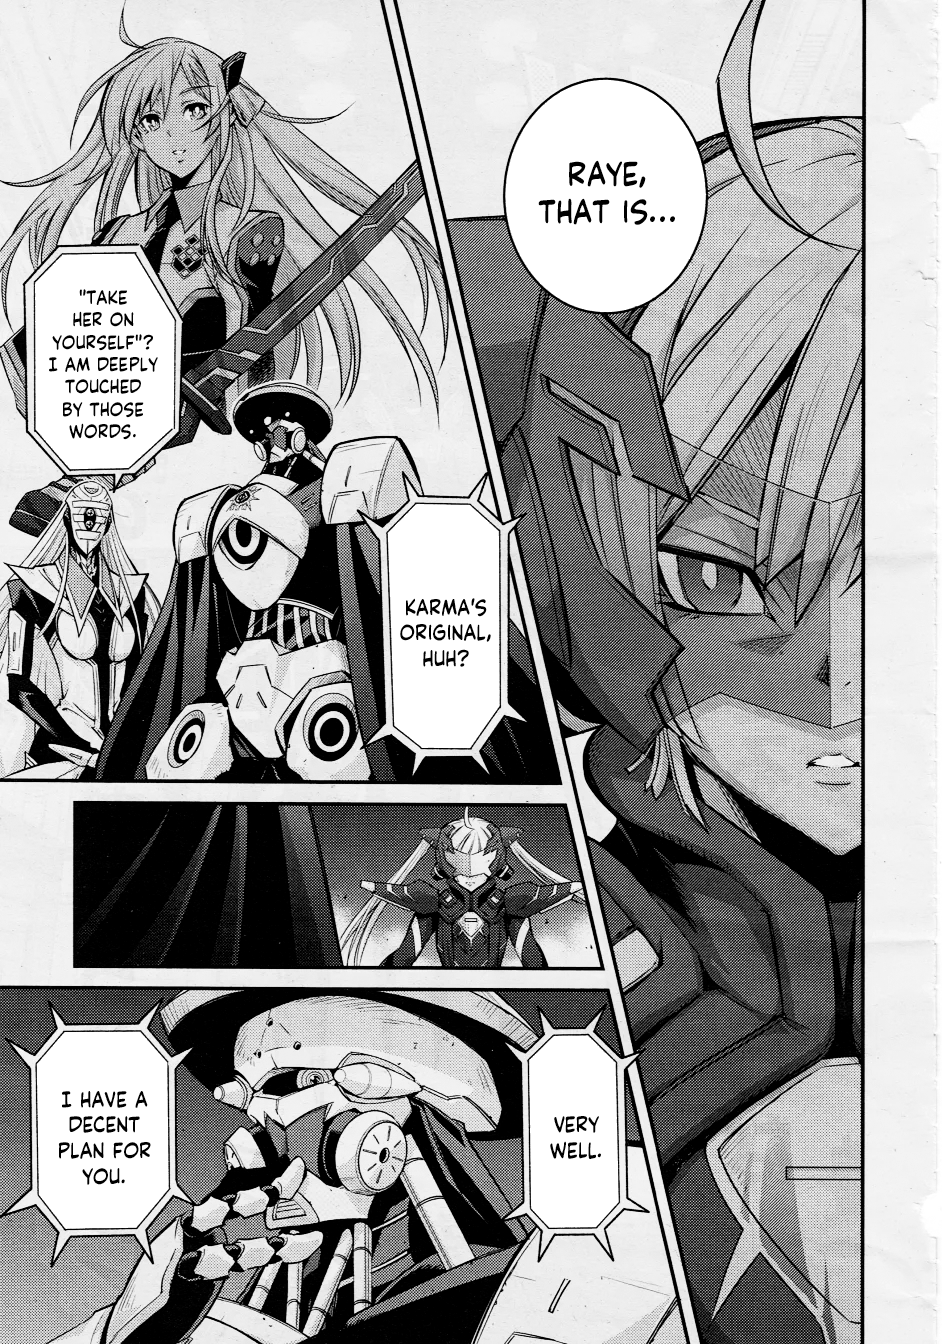 RAYE,
THAT IS...
KARMA'S
ORIGINAL,
HUH?
"TAKE
HER ON
YOURSELF"?
I AM DEEPLY
TOUCHED
BY THOSE
WORDS.
VERY
WELL.
I HAVE A
DECENT
PLAN FOR
YOU.